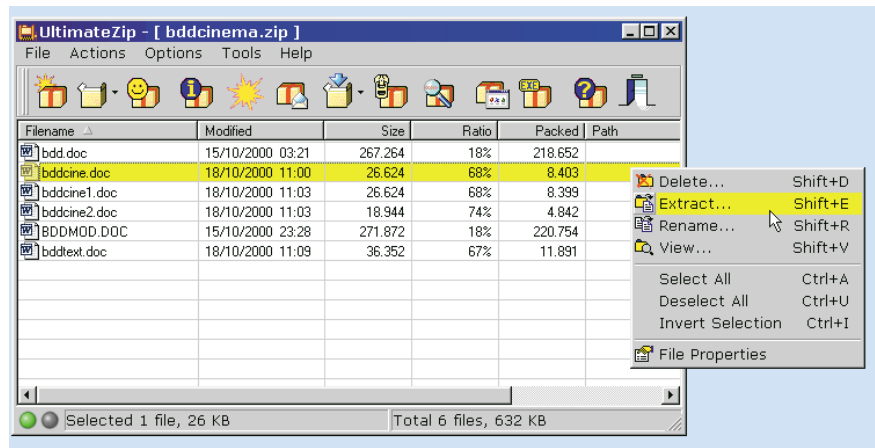 UltimateZip - [ bddcinema.zip ]
File Actions Options Tools Help
EXE
Filename Modified Size Ratio Packed Path
bdd.doc 15/10/2000 03:21 267.264 18% 218.652
bddcine.doc 18/10/2000 11:00 26.624 68% 8.403
bddcine1.doc 18/10/2000 11:03 26.624 68% 8.399
bddcine2.doc 18/10/2000 11:03 18.944 74% 4.842
BDDMOD.DOC 15/10/2000 23:28 271.872 18% 220.754
bddtext.doc 18/10/2000 11:09 36.352 67% 11.891
Delete... Shift+D
Extract... Shift+E
Rename... Shift+R
View... Shift+V
Select All Ctrl+A
Deselect All Ctrl+U
Invert Selection Ctrl+I
File Properties
Selected 1 file, 26 KB Total 6 files, 632 KB